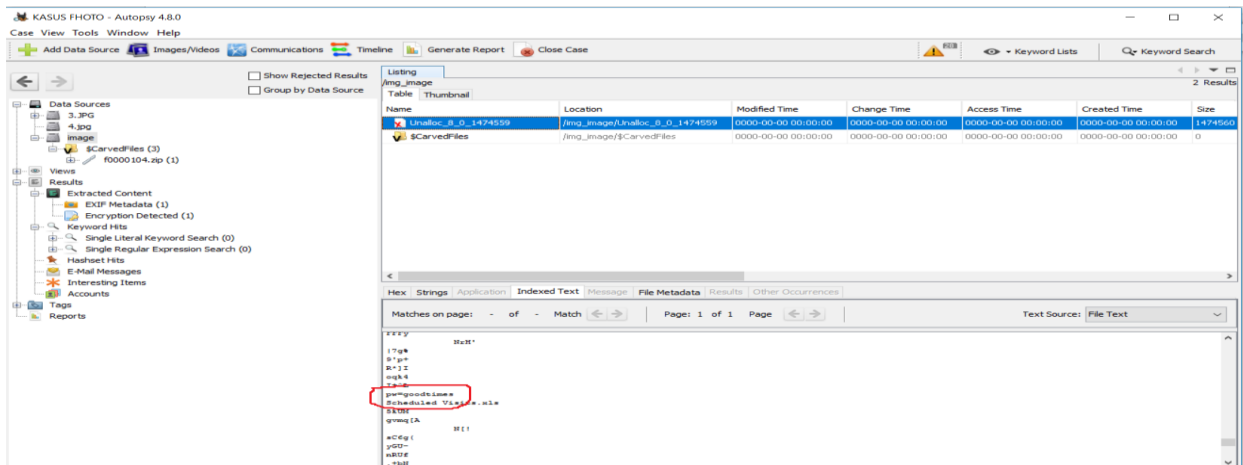 KASUS FHOTO - Autopsy 4.8.0
Case View Tools Window Help
Add Data Source Images/Videos Communications Timeline Generate Report Close Case Keyword Lists Keyword Search
Show Rejected Results
Group by Data Source
Data Sources
3.JPG
4.jpg
image
$CarvedFiles (3)
f0000104.zip (1)
Views
Results
Extracted Content
EXIF Metadata (1)
Encryption Detected (1)
Keyword Hits
Single Literal Keyword Search (0)
Single Regular Expression Search (0)
Hashset Hits
E-Mail Messages
Interesting Items
Accounts
Tags
Reports
Listing
/img_image 2 Results
Table Thumbnail
Name Location Modified Time Change Time Access Time Created Time Size
Unalloc_8_0_1474559 /img_image/Unalloc_8_0_1474559 0000-00-00 00:00:00 0000-00-00 00:00:00 0000-00-00 00:00:00 0000-00-00 00:00:00 1474560
$CarvedFiles /img_image/$CarvedFiles 0000-00-00 00:00:00 0000-00-00 00:00:00 0000-00-00 00:00:00 0000-00-00 00:00:00 0
Hex Strings Application Indexed Text Message File Metadata Results Other Occurrences
Matches on page: - of - Match Page: 1 of 1 Page Text Source: File Text
NrM'
!7g%
R*]I
oqk4
pw=goodtimes
Scheduled Visits.xls
gvmq[A
N[!
sC6g(
yGU~
nRUf